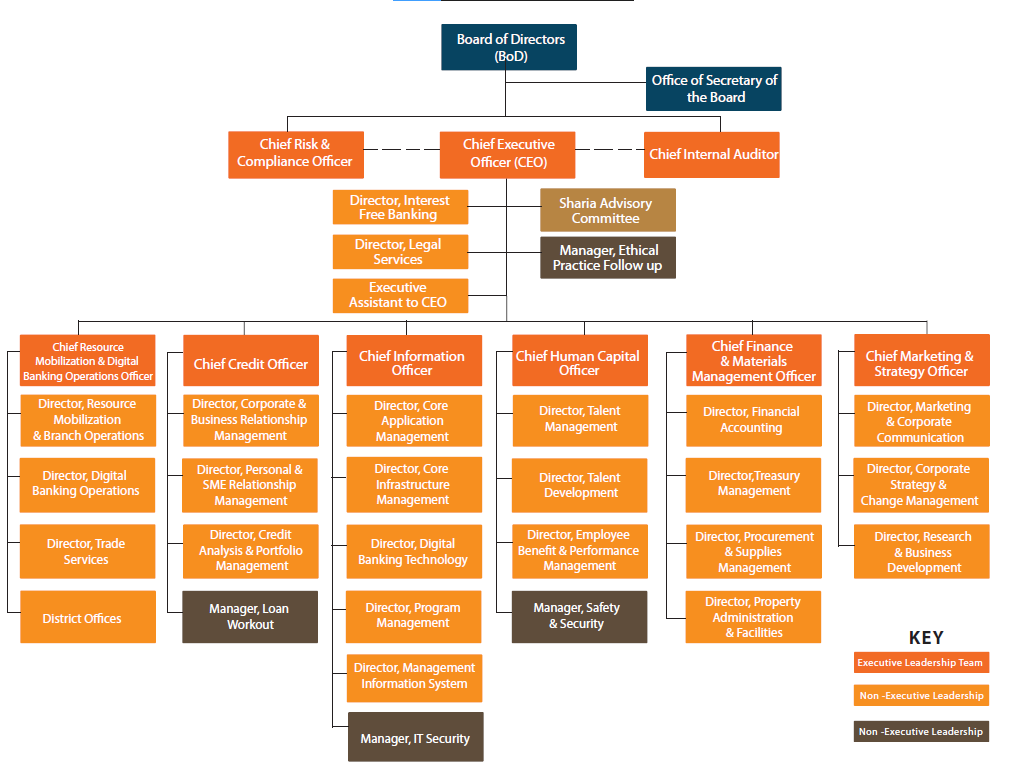 Board of Directors
(BoD)
Office of Secretary of
the Board
Chief Risk &
Compliance Officer
Chief Executive
Officer (CEO)
Chief Internal Auditor
Director, Interest
Free Banking
Sharia Advisory
Committee
Director, Legal
Services
Manager, Ethical
Practice Follow up
Executive
Assistant to CEO
Chief Resource
Mobilization & Digital
Banking Operations Officer
Director, Resource
Mobilization
& Branch Operations
Director, Digital
Banking Operations
Director, Trade
Services
District Offices
Chief Credit Officer
Director, Corporate &
Business Relationship
Management
Director, Personal &
SME Relationship
Management
Director, Credit
Analysis & Portfolio
Management
Manager, Loan
Workout
Chief Information
Officer
Director, Core
Application
Management
Director, Core
Infrastructure
Management
Director, Digital
Banking Technology
Director, Program
Management
Director, Management
Information System
Manager, IT Security
Chief Human Capital
Officer
Director, Talent
Management
Director, Talent
Development
Director, Employee
Benefit & Performance
Management
Manager, Safety
& Security
Chief Finance
& Materials
Management Officer
Director, Financial
Accounting
Director,Treasury
Management
Director, Procurement
& Supplies
Management
Director, Property
Administration
& Facilities
Chief Marketing &
Strategy Officer
Director, Marketing
& Corporate
Communication
Director, Corporate
Strategy &
Change Management
Director, Research
& Business
Development
KEY
Executive Leadership Team
Non -Executive Leadership
Non -Executive Leadership